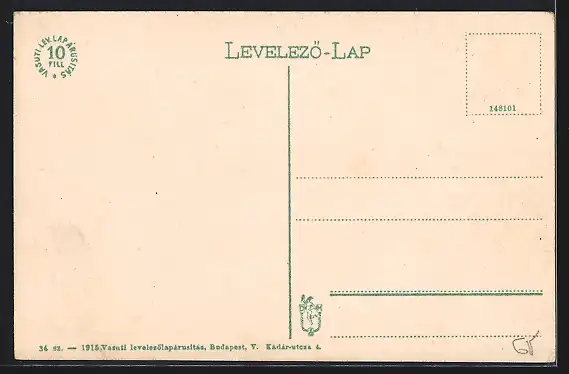 VASUTI LEV. LAP ÁRUSITÁS
10
FILL
LEVELEZŐ-LAP
148101
36 sz. — 1915. Vasuti levelezőlapárusitás, Budapest, V. Kádár-utcza 4.